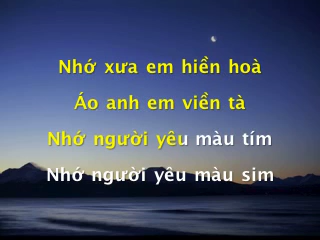 Nhớ xưa em hiền hoà
Áo anh em viền tà
Nhớ người yêu màu tím
Nhớ người yêu màu sim